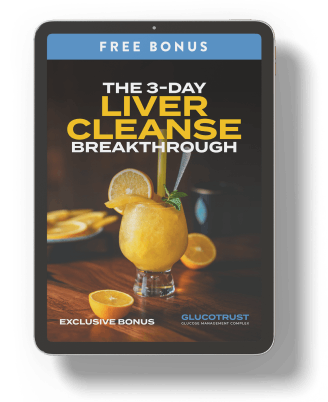 FREE BONUS
THE 3-DAY
LIVER
CLEANSE
BREAKTHROUGH
EXCLUSIVE BONUS
GLUCOTRUST
GLUCOSE MANAGEMENT COMPLEX